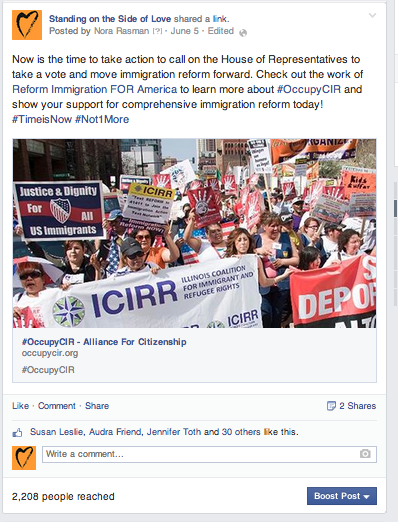 Standing on the Side of Love shared a link.
Posted by Nora Rasman [?] · June 5 · Edited
Now is the time to take action to call on the House of Representatives to
take a vote and move immigration reform forward. Check out the work of
Reform Immigration FOR America to learn more about #OccupyCIR and
show your support for comprehensive immigration reform today!
#TimeisNow #Not1More
Justice & Dignity
For All
US Immigrants
ICIRR
ORGANIZIN
Kids
Suffer
ICIRR
ILLINOIS COALITION
FOR IMMIGRANT AND
REFUGEE RIGHTS
ICIRR
DEPOR
#OccupyCIR - Alliance For Citizenship
occupycir.org
#OccupyCIR
Like · Comment · Share
2 Shares
Susan Leslie, Audra Friend, Jennifer Toth and 30 others like this.
Write a comment...
2,208 people reached
Boost Post